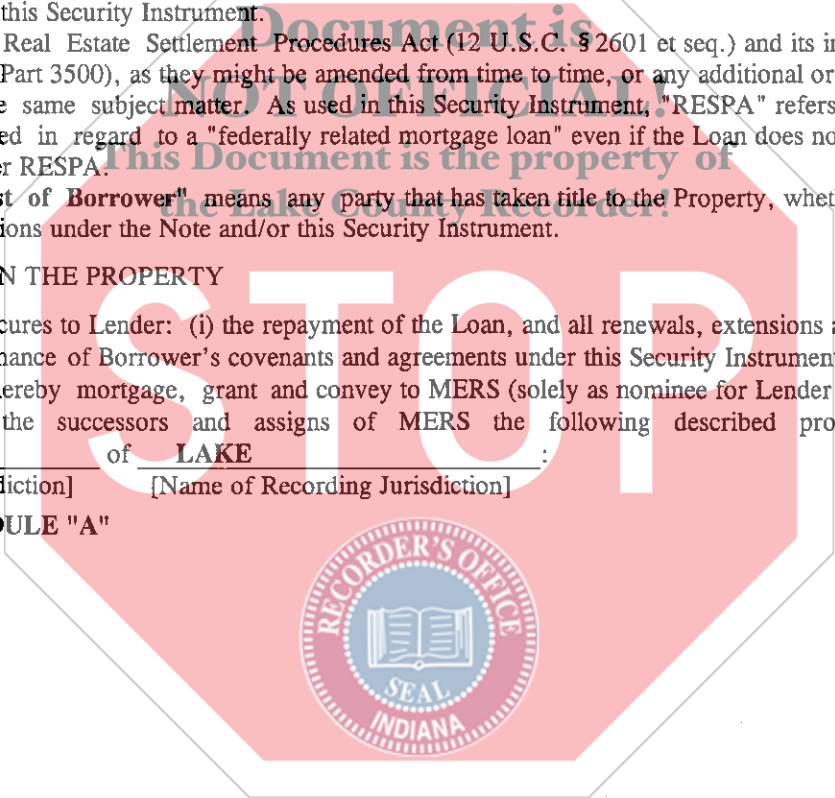 this Security Instrument.
Document is
Real Estate Settlement Procedures Act (12 U.S.C. § 2601 et seq.) and its in
Part 3500), as they might be amended from time to time, or any additional or
NOT OFFICIAL!
e same subject matter. As used in this Security Instrument, "RESPA" refers
ed in regard to a "federally related mortgage loan" even if the Loan does no
This Document is the property of
r RESPA.
the Lake County Recorder!
st of Borrower" means any party that has taken title to the Property, whet
ions under the Note and/or this Security Instrument.
N THE PROPERTY
STOP
cures to Lender: (i) the repayment of the Loan, and all renewals, extensions a
nance of Borrower's covenants and agreements under this Security Instrument
ereby mortgage, grant and convey to MERS (solely as nominee for Lender
the successors and assigns of MERS the following described pro
of LAKE :
diction] [Name of Recording Jurisdiction]
DULE "A"
RECORDER'S OFFICE
SEAL
INDIANA